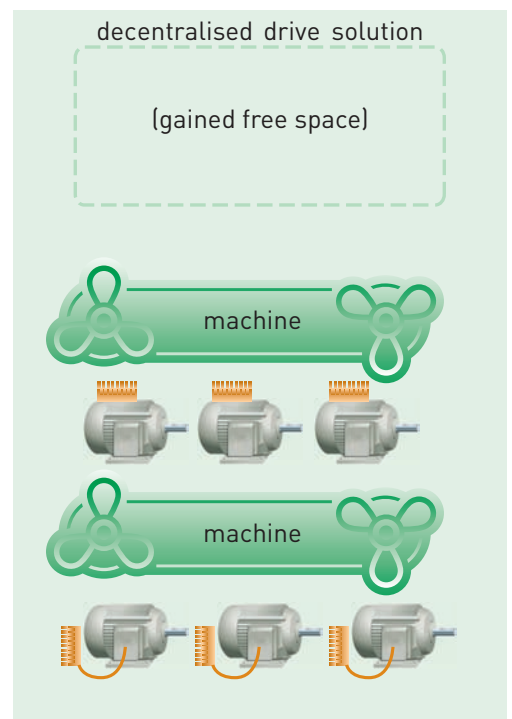 decentralised drive solution
(gained free space)
machine
machine